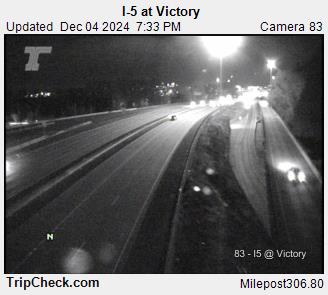 I-5 at Victory
Updated Dec 04 2024 7:33 PM Camera 83
T
N
83 - I5 @ Victory
TripCheck.com Milepost306.80